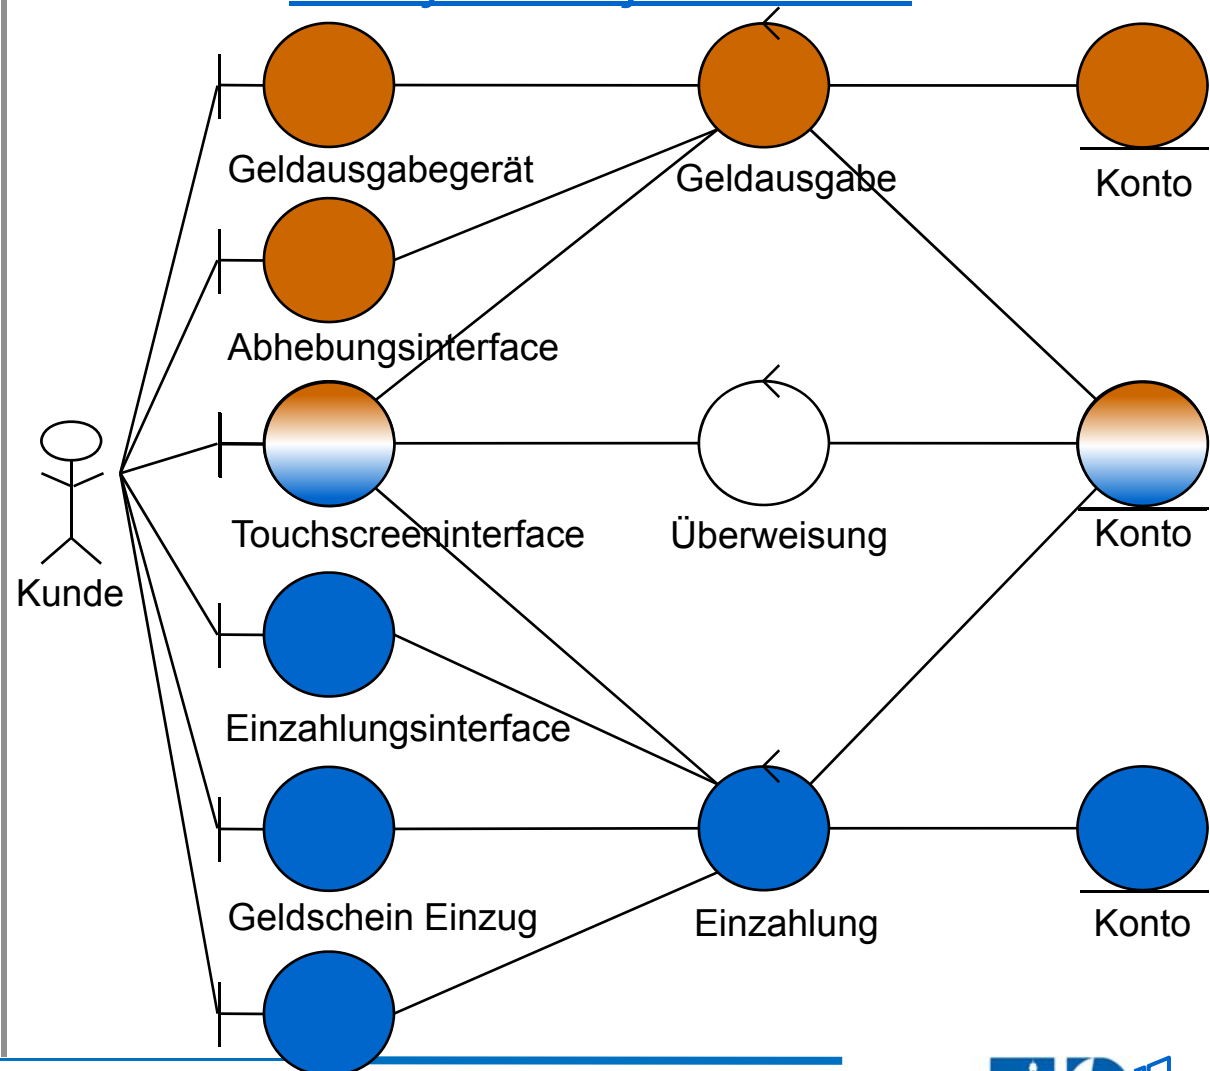 Geldausgabegerät
Geldausgabe
Konto
Abhebungsinterface
Kunde
Touchscreeninterface
Überweisung
Konto
Einzahlungsinterface
Geldschein Einzug
Einzahlung
Konto